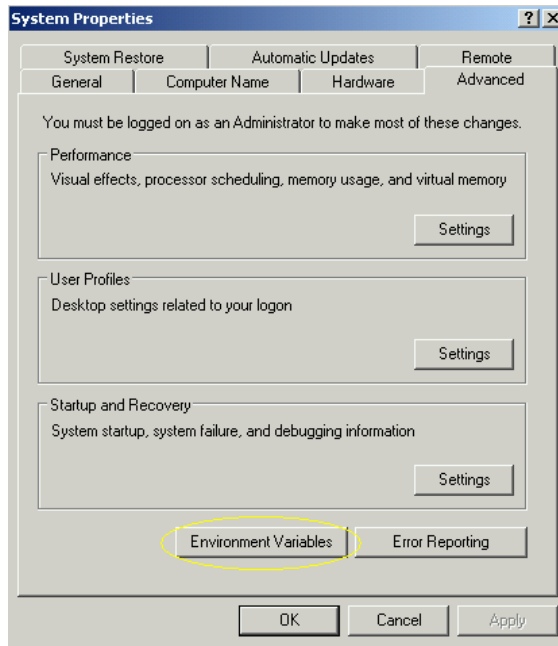 System Properties
System Restore Automatic Updates Remote
General Computer Name Hardware Advanced
You must be logged on as an Administrator to make most of these changes.
Performance
Visual effects, processor scheduling, memory usage, and virtual memory
Settings
User Profiles
Desktop settings related to your logon
Settings
Startup and Recovery
System startup, system failure, and debugging information
Settings
Environment Variables Error Reporting
OK Cancel Apply